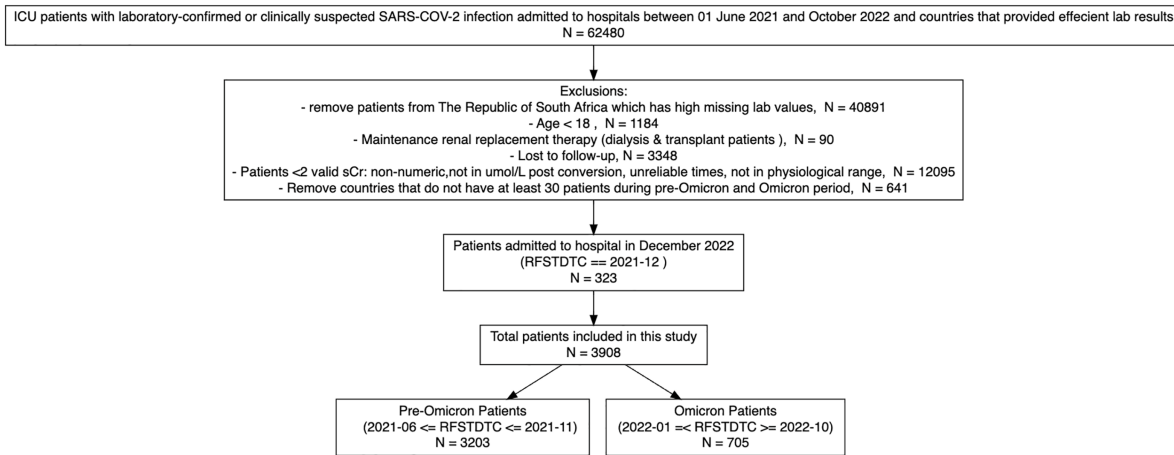 ICU patients with laboratory-confirmed or clinically suspected SARS-COV-2 infection admitted to hospitals between 01 June 2021 and October 2022 and countries that provided effecient lab results
N = 62480
Exclusions:
- remove patients from The Republic of South Africa which has high missing lab values, N = 40891
- Age < 18 , N = 1184
- Maintenance renal replacement therapy (dialysis & transplant patients ), N = 90
- Lost to follow-up, N = 3348
- Patients <2 valid sCr: non-numeric,not in umol/L post conversion, unreliable times, not in physiological range, N = 12095
- Remove countries that do not have at least 30 patients during pre-Omicron and Omicron period, N = 641
Patients admitted to hospital in December 2022
(RFSTDTC == 2021-12 )
N = 323
Total patients included in this study
N = 3908
Pre-Omicron Patients
(2021-06 <= RFSTDTC <= 2021-11)
N = 3203
Omicron Patients
(2022-01 =< RFSTDTC >= 2022-10)
N = 705